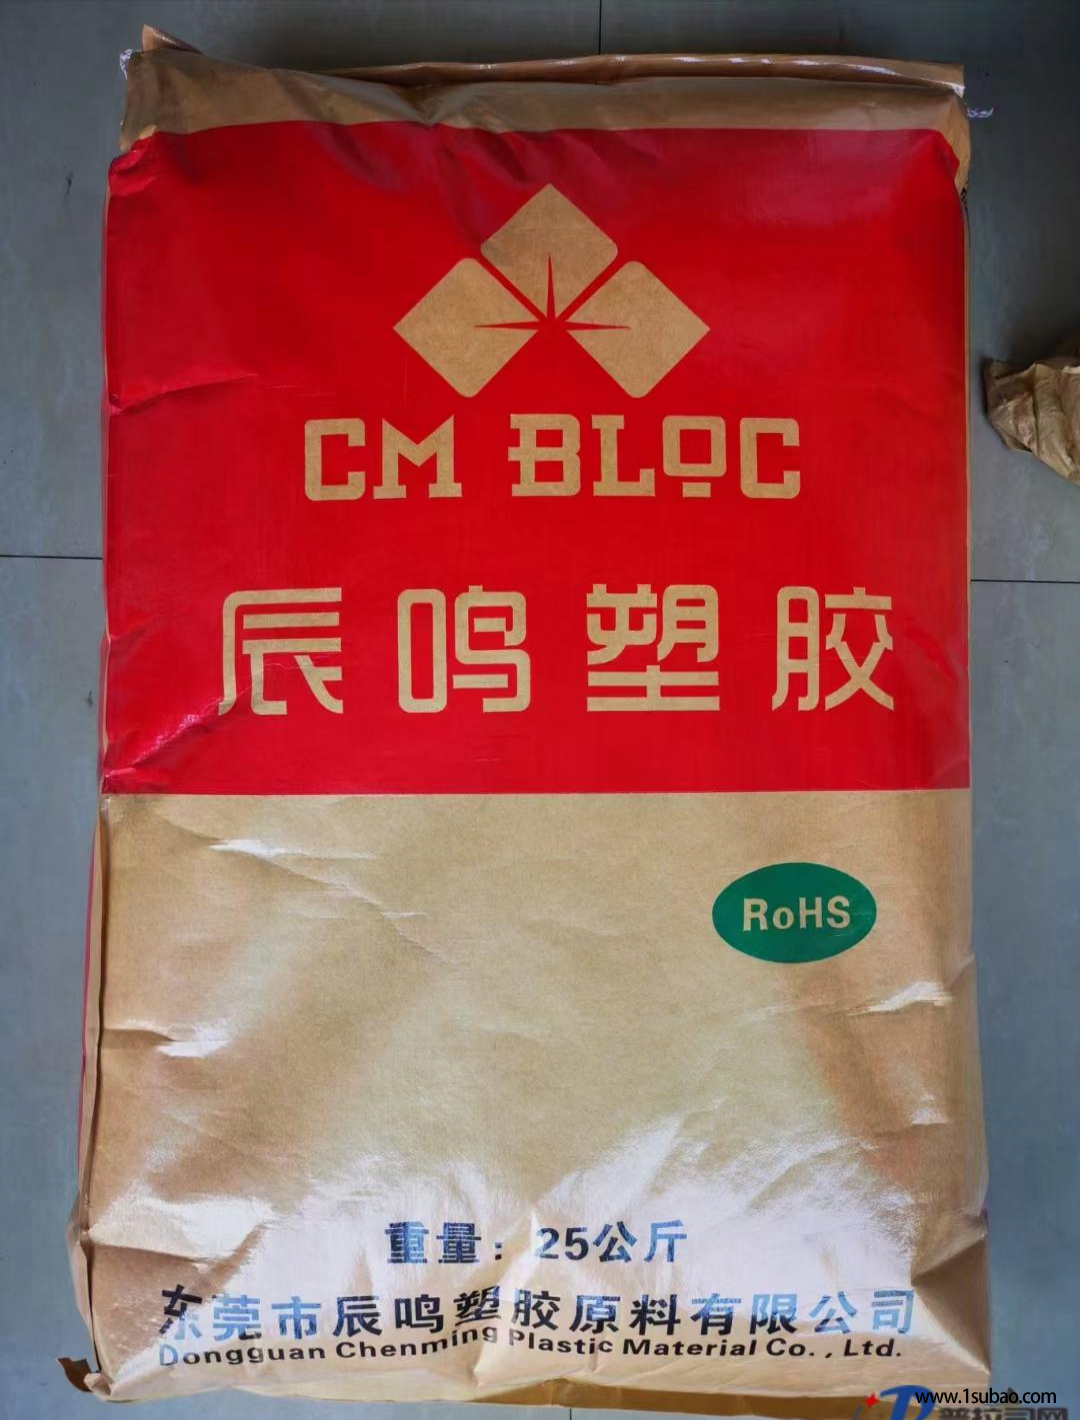 CM BLOC
辰鸣塑胶
RoHS
重量：25公斤
东莞市辰鸣塑胶原料有限公司
Dongguan Chenming Plastic Material Co., Ltd.
www.1subao.com